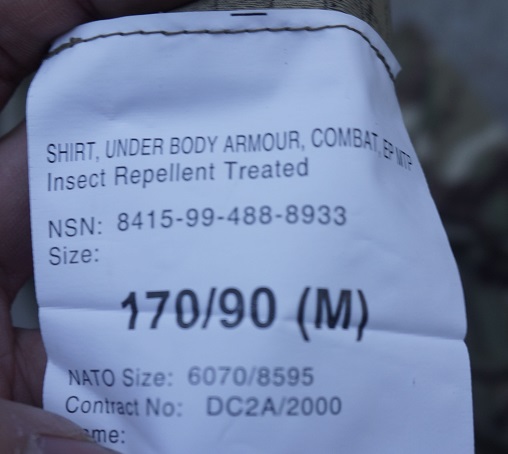 SHIRT, UNDER BODY ARMOUR, COMBAT, EP MTP
Insect Repellent Treated
NSN: 8415-99-488-8933
Size:
170/90 (M)
NATO Size: 6070/8595
Contract No: DC2A/2000